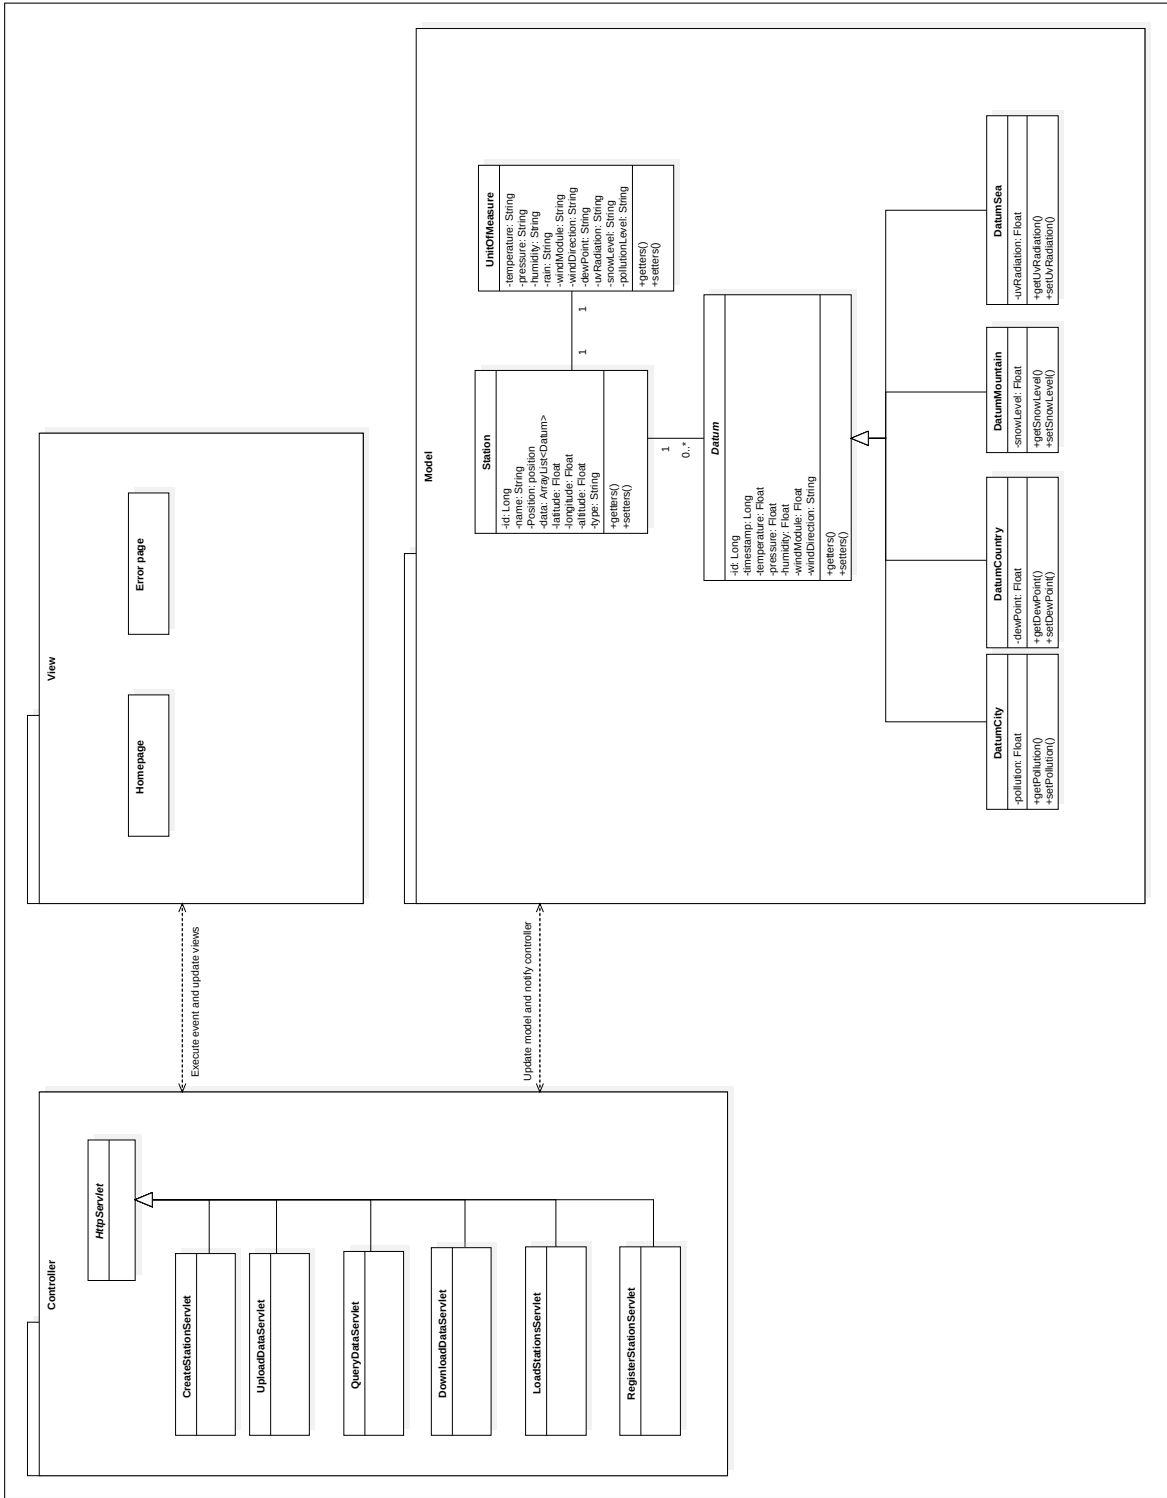 Controller
HttpServlet
CreateStationServlet
UploadDataServlet
QueryDataServlet
DownloadDataServlet
LoadStationsServlet
RegisterStationServlet
Execute event and update views
Update model and notify controller
View
Homepage
Error page
Model
Station
-id: Long
-name: String
-Position: position
-data: ArrayList<Datum>
-latitude: Float
-longitude: Float
-altitude: Float
-type: String
+getters()
+setters()
1
1
UnitOfMeasure
-temperature: String
-pressure: String
-humidity: String
-rain: String
-windModule: String
-windDirection: String
-dewPoint: String
-uvRadiation: String
-snowLevel: String
-pollutionLevel: String
+getters()
+setters()
1
0..*
Datum
-id: Long
-timestamp: Long
-temperature: Float
-pressure: Float
-humidity: Float
-windModule: Float
-windDirection: String
+getters()
+setters()
DatumCity
-pollution: Float
+getPollution()
+setPollution()
DatumCountry
-dewPoint: Float
+getDewPoint()
+setDewPoint()
DatumMountain
-snowLevel: Float
+getSnowLevel()
+setSnowLevel()
DatumSea
-uvRadiation: Float
+getUvRadiation()
+setUvRadiation()